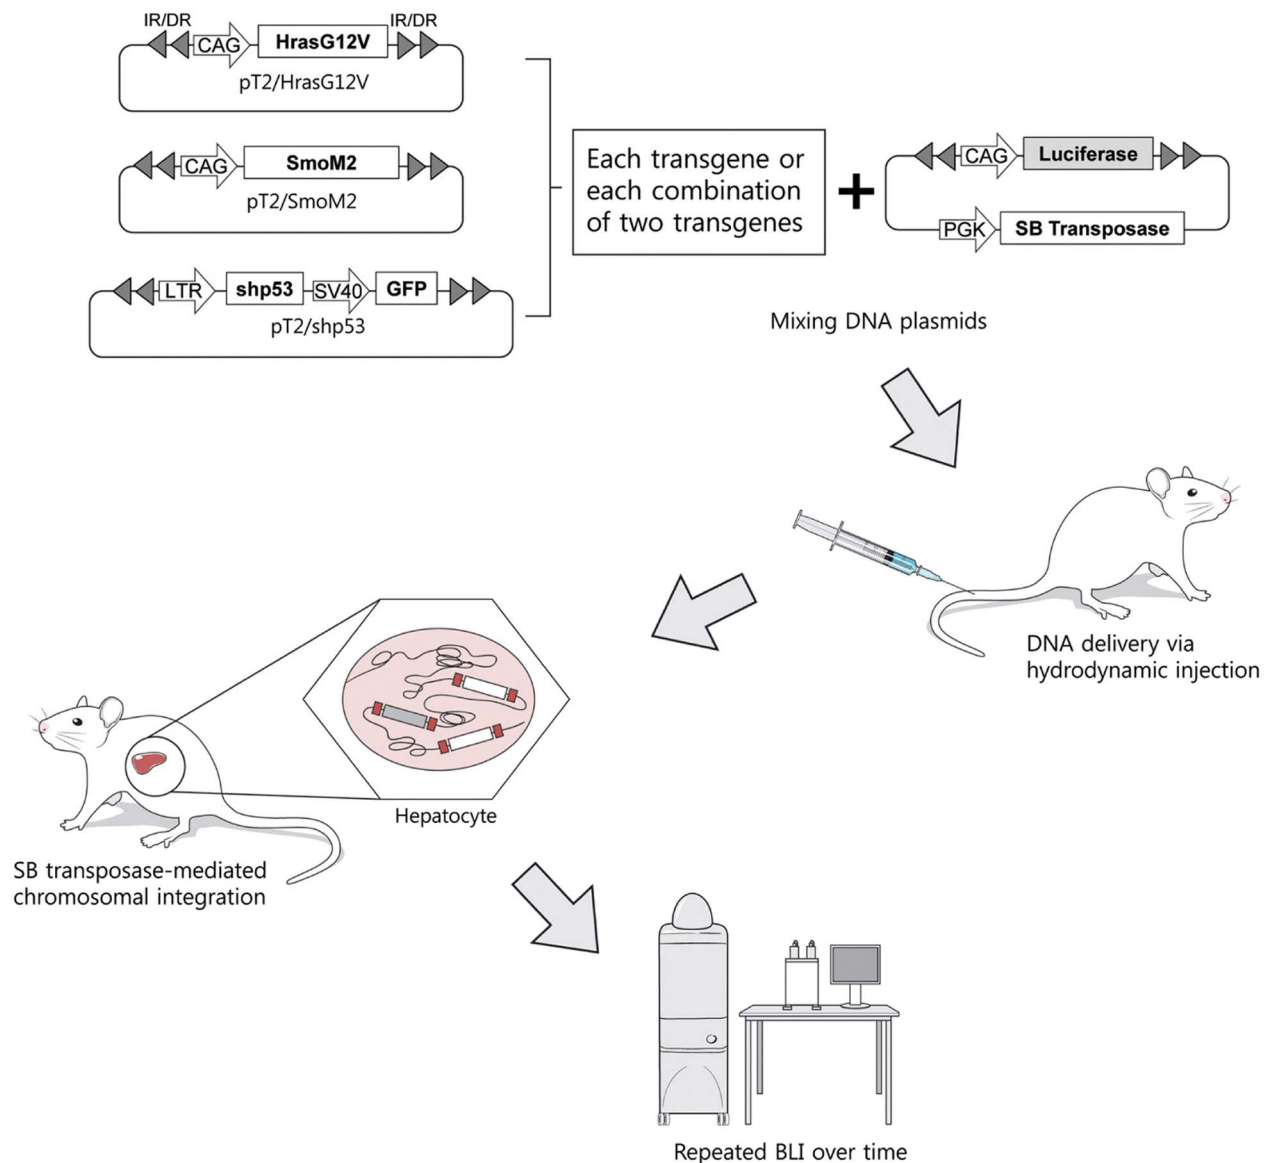 IR/DR
IR/DR
CAG
HrasG12V
pT2/HrasG12V
CAG
SmoM2
pT2/SmoM2
LTR
shp53
SV40
GFP
pT2/shp53
Each transgene or
each combination
of two transgenes
+
CAG
Luciferase
PGK
SB Transposase
Mixing DNA plasmids
DNA delivery via
hydrodynamic injection
Hepatocyte
SB transposase-mediated
chromosomal integration
Repeated BLI over time